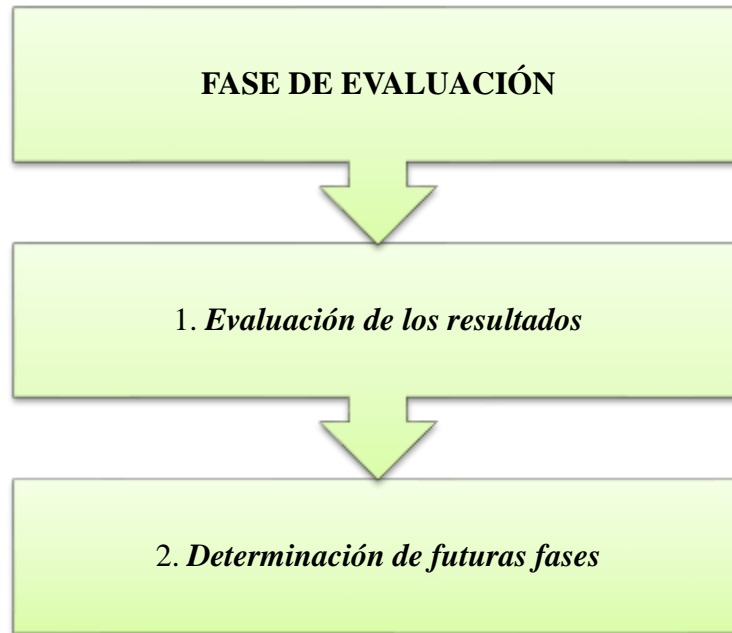 FASE DE EVALUACIÓN
1. Evaluación de los resultados
2. Determinación de futuras fases